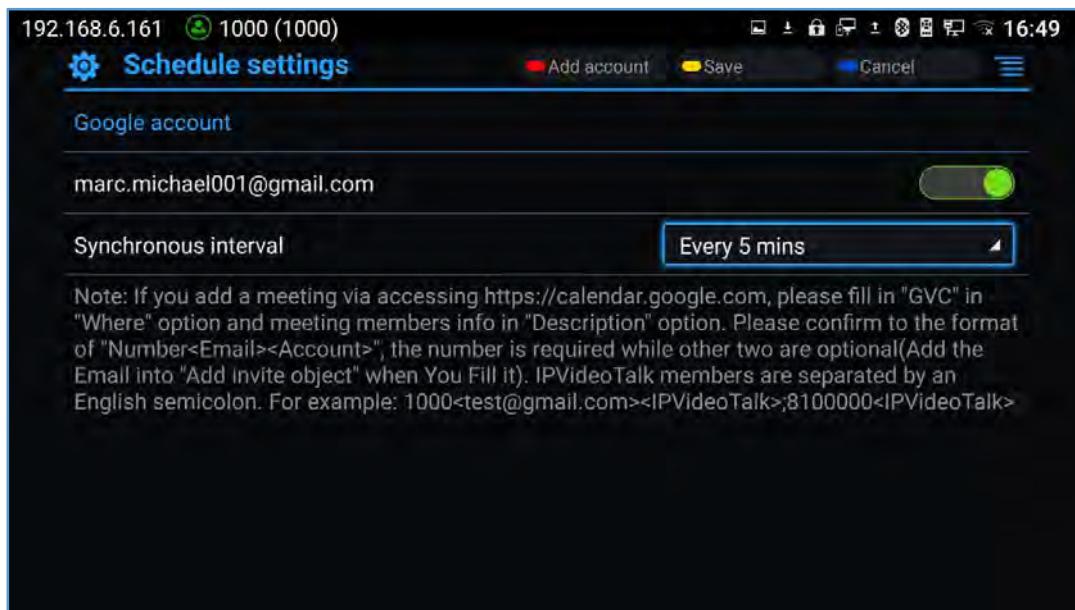 192.168.6.161 1000 (1000) 16:49
Schedule settings Add account Save Cancel
Google account
marc.michael001@gmail.com
Synchronous interval Every 5 mins
Note: If you add a meeting via accessing https://calendar.google.com, please fill in "GVC" in
"Where" option and meeting members info in "Description" option. Please confirm to the format
of "Number<Email><Account>", the number is required while other two are optional(Add the
Email into "Add invite object" when You Fill it). IPVideoTalk members are separated by an
English semicolon. For example: 1000<test@gmail.com><IPVideoTalk>;8100000<IPVideoTalk>